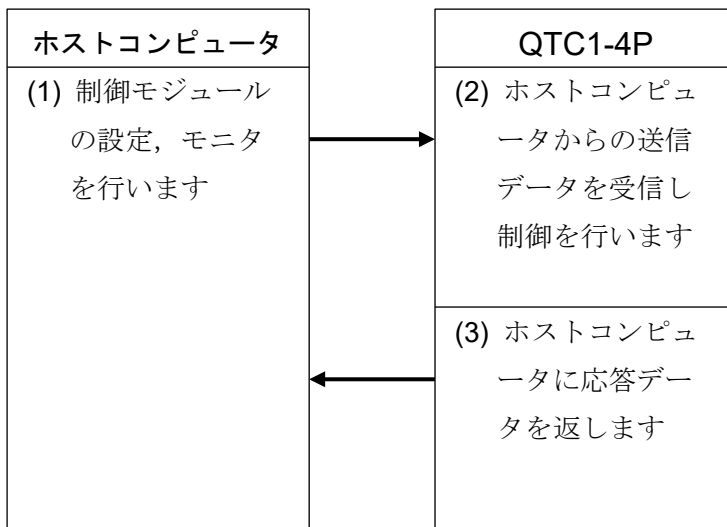 ホストコンピュータ
(1) 制御モジュール
の設定，モニタ
を行います
QTC1-4P
(2) ホストコンピュ
ータからの送信
データを受信し
制御を行います
(3) ホストコンピュ
ータに応答デー
タを返します